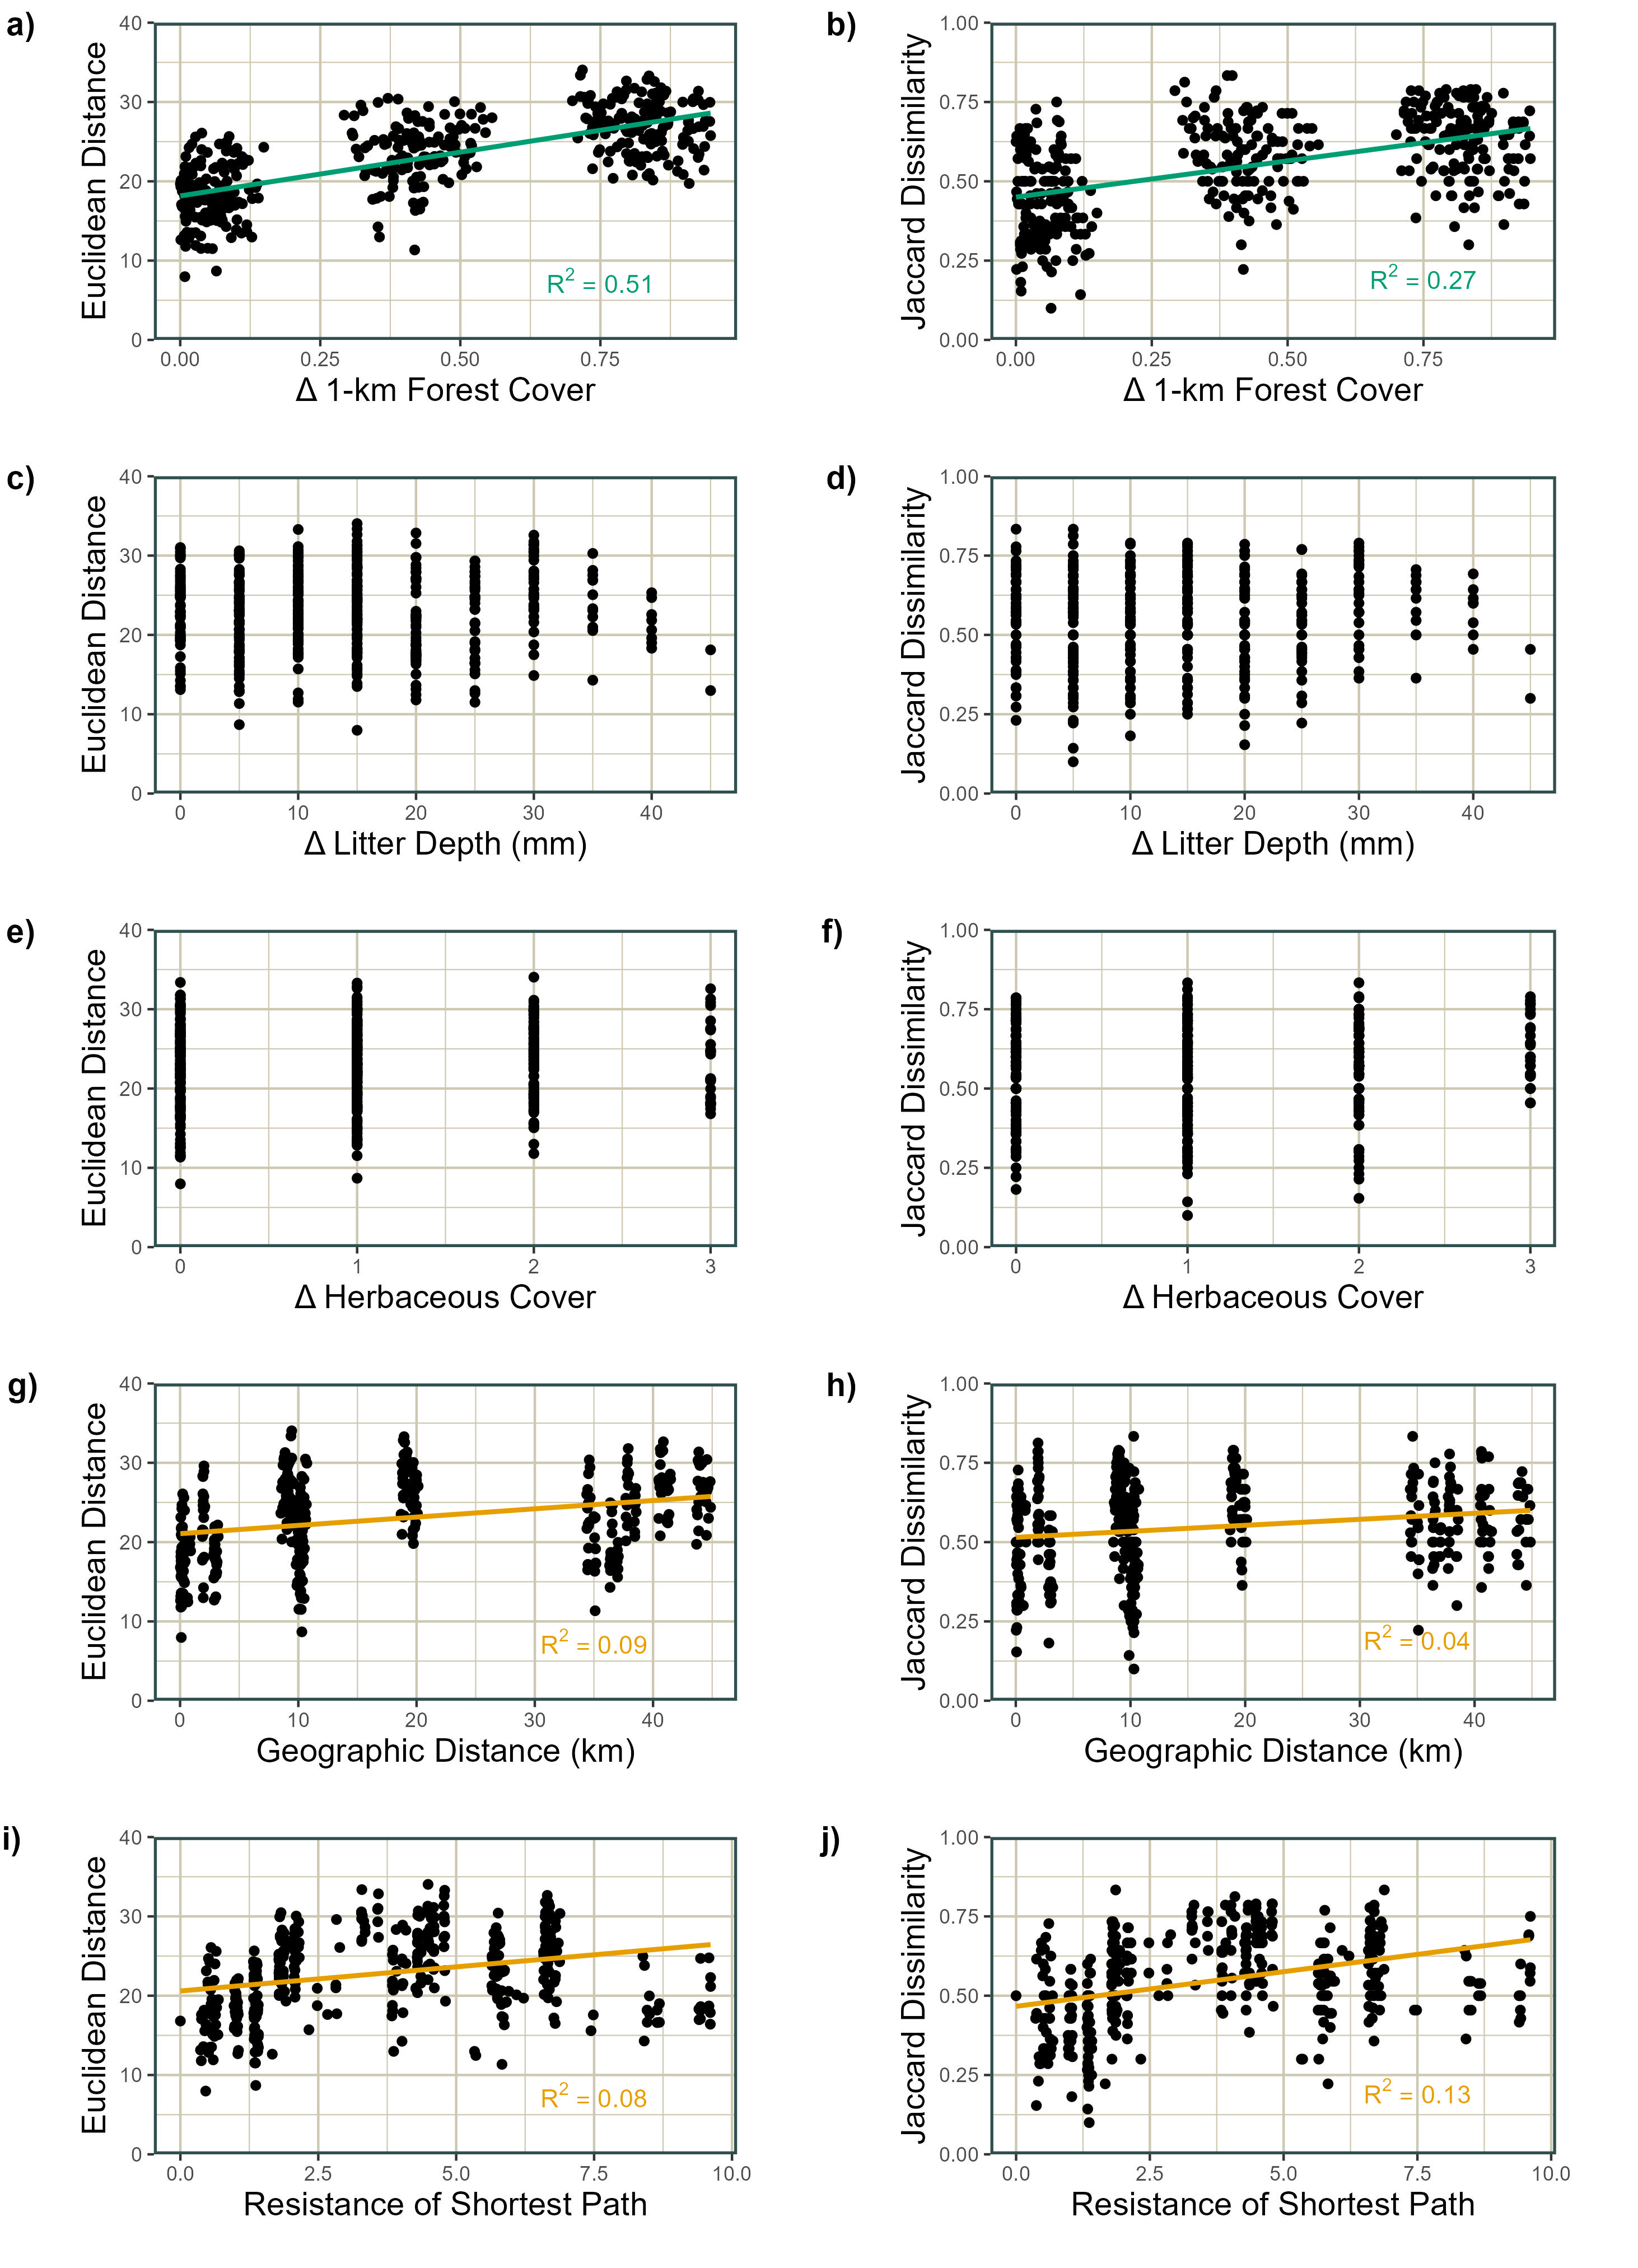 a)
40
30
20
10
0
Euclidean Distance
R² = 0.51
0.00 0.25 0.50 0.75
Δ 1-km Forest Cover
b)
1.00
0.75
0.50
0.25
0.00
Jaccard Dissimilarity
R² = 0.27
0.00 0.25 0.50 0.75
Δ 1-km Forest Cover
c)
40
30
20
10
0
Euclidean Distance
0 10 20 30 40
Δ Litter Depth (mm)
d)
1.00
0.75
0.50
0.25
0.00
Jaccard Dissimilarity
0 10 20 30 40
Δ Litter Depth (mm)
e)
40
30
20
10
0
Euclidean Distance
0 1 2 3
Δ Herbaceous Cover
f)
1.00
0.75
0.50
0.25
0.00
Jaccard Dissimilarity
0 1 2 3
Δ Herbaceous Cover
g)
40
30
20
10
0
Euclidean Distance
R² = 0.09
0 10 20 30 40
Geographic Distance (km)
h)
1.00
0.75
0.50
0.25
0.00
Jaccard Dissimilarity
R² = 0.04
0 10 20 30 40
Geographic Distance (km)
i)
40
30
20
10
0
Euclidean Distance
R² = 0.08
0.0 2.5 5.0 7.5 10.0
Resistance of Shortest Path
j)
1.00
0.75
0.50
0.25
0.00
Jaccard Dissimilarity
R² = 0.13
0.0 2.5 5.0 7.5 10.0
Resistance of Shortest Path